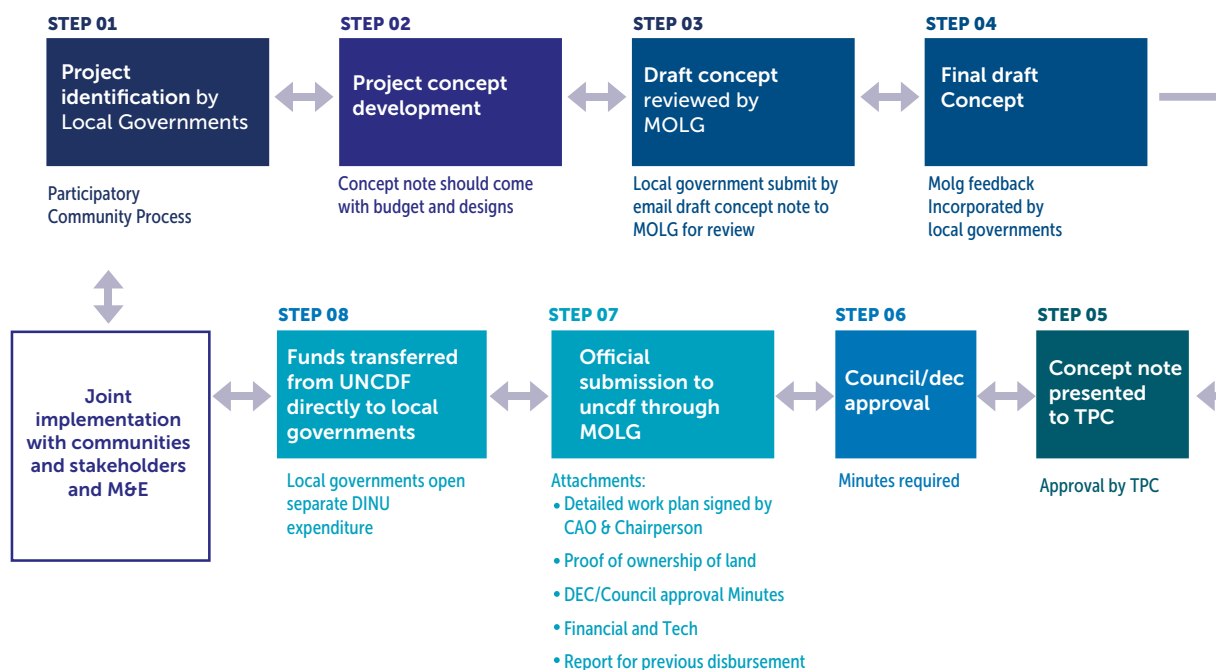 STEP 01
Project
identification by
Local Governments
Participatory
Community Process
STEP 02
Project concept
development
Concept note should come
with budget and designs
STEP 03
Draft concept
reviewed by
MOLG
Local government submit by
email draft concept note to
MOLG for review
STEP 04
Final draft
Concept
Molg feedback
Incorporated by
local governments
STEP 05
Concept note
presented
to TPC
Approval by TPC
STEP 06
Council/dec
approval
Minutes required
STEP 07
Official
submission to
uncdf through
MOLG
Attachments:
• Detailed work plan signed by
CAO & Chairperson
• Proof of ownership of land
• DEC/Council approval Minutes
• Financial and Tech
• Report for previous disbursement
STEP 08
Funds transferred
from UNCDF
directly to local
governments
Local governments open
separate DINU
expenditure
Joint
implementation
with communities
and stakeholders
and M&E